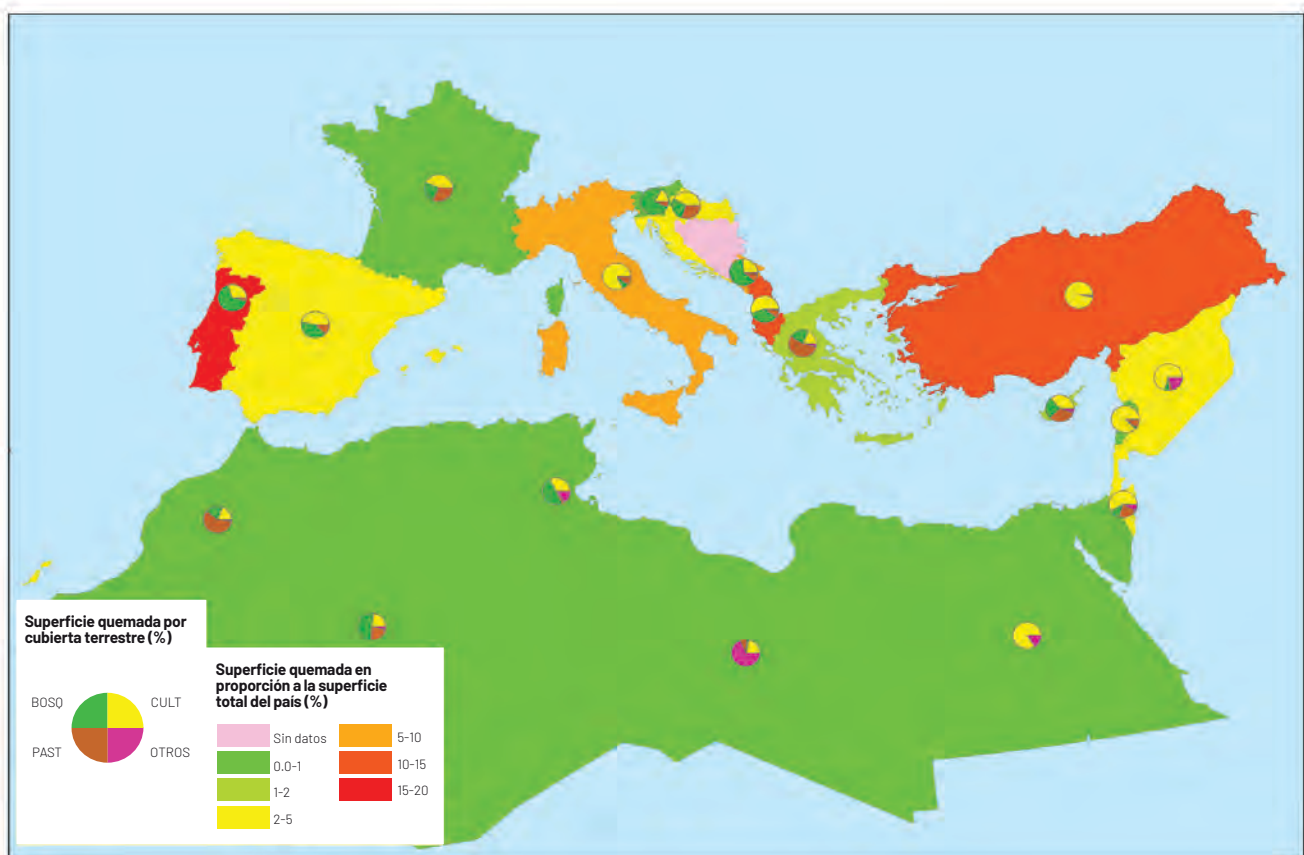 Superficie quemada por
cubierta terrestre (%)
BOSQ
CULT
PAST
OTROS
Superficie quemada en
proporción a la superficie
total del país (%)
Sin datos
0.0-1
1-2
2-5
5-10
10-15
15-20